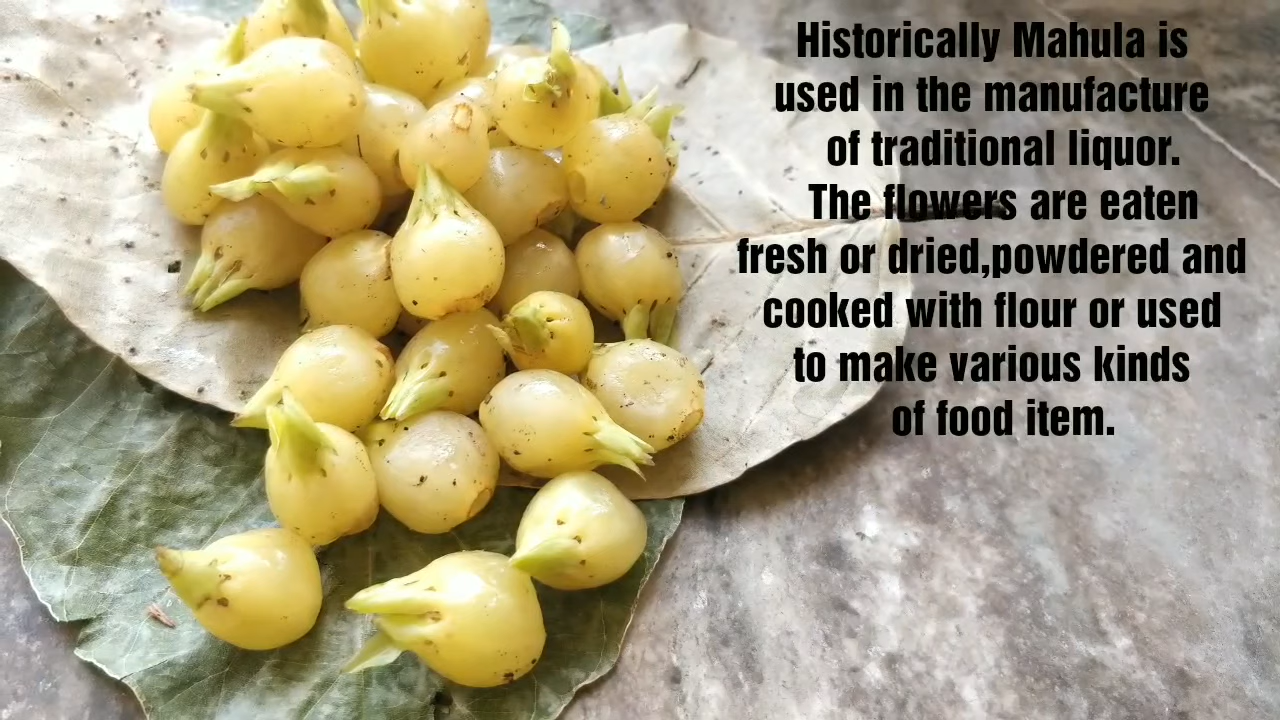 Historically Mahula is
used in the manufacture
of traditional liquor.
The flowers are eaten
fresh or dried,powdered and
cooked with flour or used
to make various kinds
of food item.